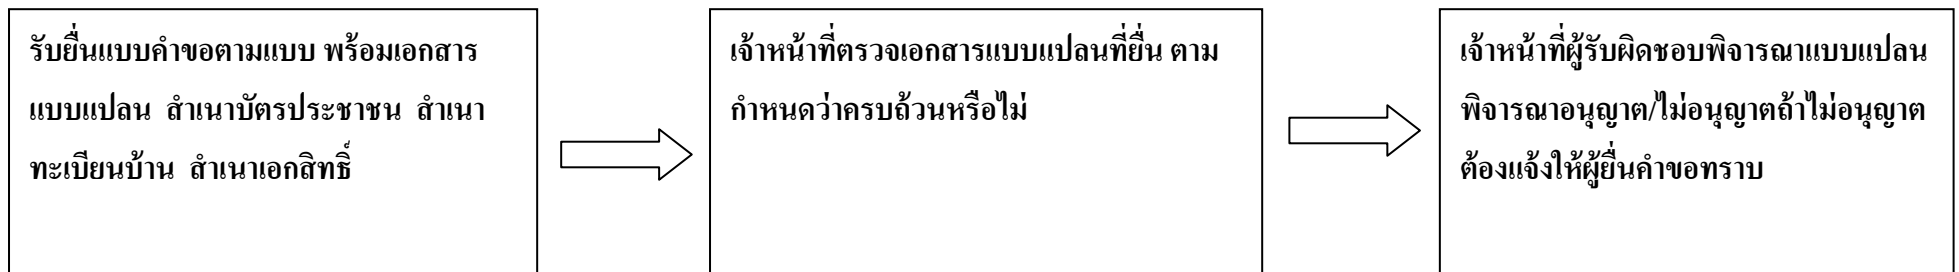 รับยื่นแบบคำขอตามแบบ พร้อมเอกสาร
แบบแปลน สำเนาบัตรประชาชน สำเนา
ทะเบียนบ้าน สำเนาเอกสิทธิ์
เจ้าหน้าที่ตรวจเอกสารแบบแปลนที่ยื่น ตาม
กำหนดว่าครบถ้วนหรือไม่
เจ้าหน้าที่ผู้รับผิดชอบพิจารณาแบบแปลน
พิจารณาอนุญาต/ไม่อนุญาตถ้าไม่อนุญาต
ต้องแจ้งให้ผู้ยื่นคำขอทราบ